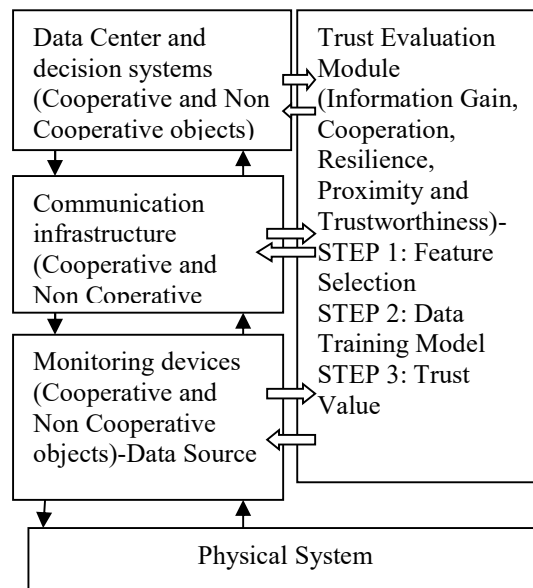 Data Center and
decision systems
(Cooperative and Non
Cooperative objects)
Trust Evaluation
Module
(Information Gain,
Cooperation,
Resilience,
Proximity and
Trustworthiness)-
STEP 1: Feature
Selection
STEP 2: Data
Training Model
STEP 3: Trust
Value
Communication
infrastructure
(Cooperative and
Non Coperative
Monitoring devices
(Cooperative and
Non Cooperative
objects)-Data Source
Physical System